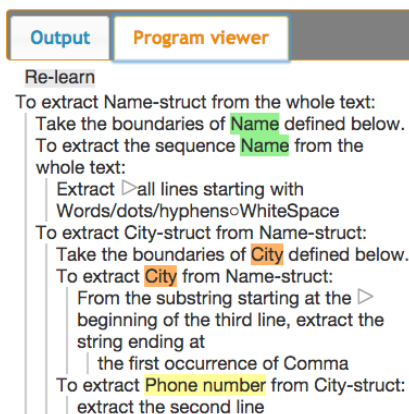 Output Program viewer
Re-learn
To extract Name-struct from the whole text:
Take the boundaries of Name defined below.
To extract the sequence Name from the
whole text:
Extract ▷all lines starting with
Words/dots/hyphens○WhiteSpace
To extract City-struct from Name-struct:
Take the boundaries of City defined below.
To extract City from Name-struct:
From the substring starting at the ▷
beginning of the third line, extract the
string ending at
the first occurrence of Comma
To extract Phone number from City-struct:
extract the second line